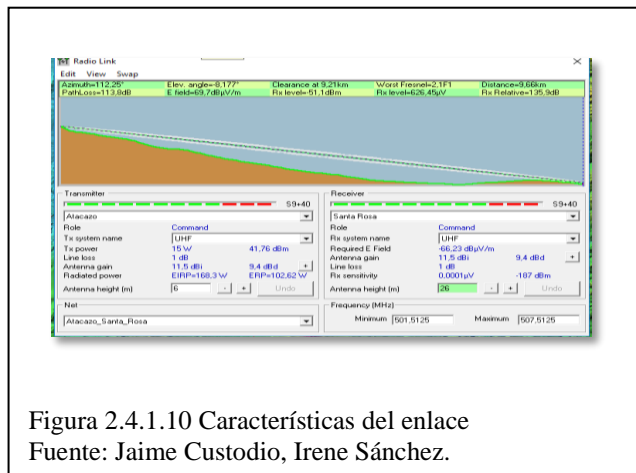 Radio Link
Edit View Swap
Azimuth=112,25° Elev. angle=-8,177° Clearance at 9,21km Worst Fresnel=2,1F1 Distance=9,66km
PathLoss=113,8dB E field=69,7dBµV/m Rx level=-51,1dBm Rx level=626,45µV Rx Relative=135,9dB
Transmitter
S9+40
Atacazo
Role Command
Tx system name UHF
Tx power 15 W 41,76 dBm
Line loss 1 dB
Antenna gain 11,5 dBi 9,4 dBd +
Radiated power EIRP=168,3 W ERP=102,62 W
Antenna height (m) 6 - + Undo
Receiver
S9+40
Santa Rosa
Role Command
Rx system name UHF
Required E Field -66,23 dBµV/m
Antenna gain 11,5 dBi 9,4 dBd +
Line loss 1 dB
Rx sensitivity 0,0001µV -187 dBm
Antenna height (m) 26 - + Undo
Net
Atacazo_Santa_Rosa
Frequency (MHz)
Minimum 501,5125 Maximum 507,5125
Figura 2.4.1.10 Características del enlace
Fuente: Jaime Custodio, Irene Sánchez.